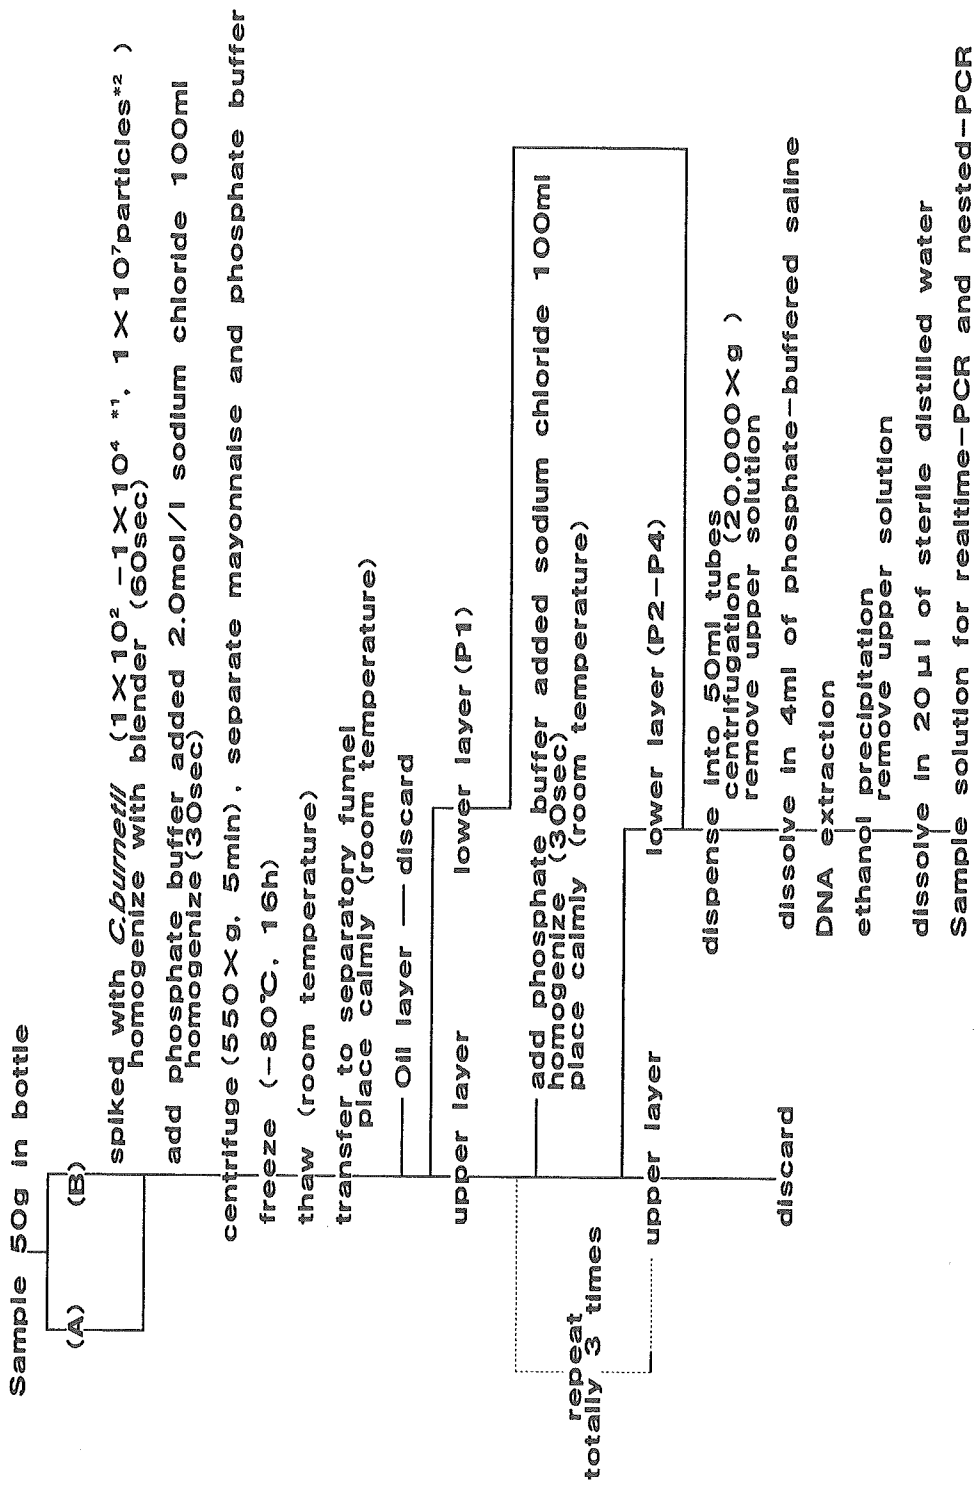 Sample 50g in bottle
(A)
(B)
spiked with C.burnetii (1×10² -1×10⁴ *¹, 1×10⁷particles*² )
homogenize with blender (60sec)
add phosphate buffer added 2.0mol/l sodium chloride 100ml
homogenize(30sec)
centrifuge(550×g, 5min), separate mayonnaise and phosphate buffer
freeze (-80℃, 16h)
thaw (room temperature)
transfer to separatory funnel
place calmly (room temperature)
Oil layer — discard
upper layer
lower layer(P1)
add phosphate buffer added sodium chloride 100ml
homogenize (30sec)
place calmly (room temperature)
repeat
totally 3 times
upper layer
lower layer(P2-P4)
dispense into 50ml tubes
centrifugation (20,000×g )
remove upper solution
discard
dissolve in 4ml of phosphate-buffered saline
DNA extraction
ethanol precipitation
remove upper solution
dissolve in 20μl of sterile distilled water
Sample solution for realtime-PCR and nested-PCR